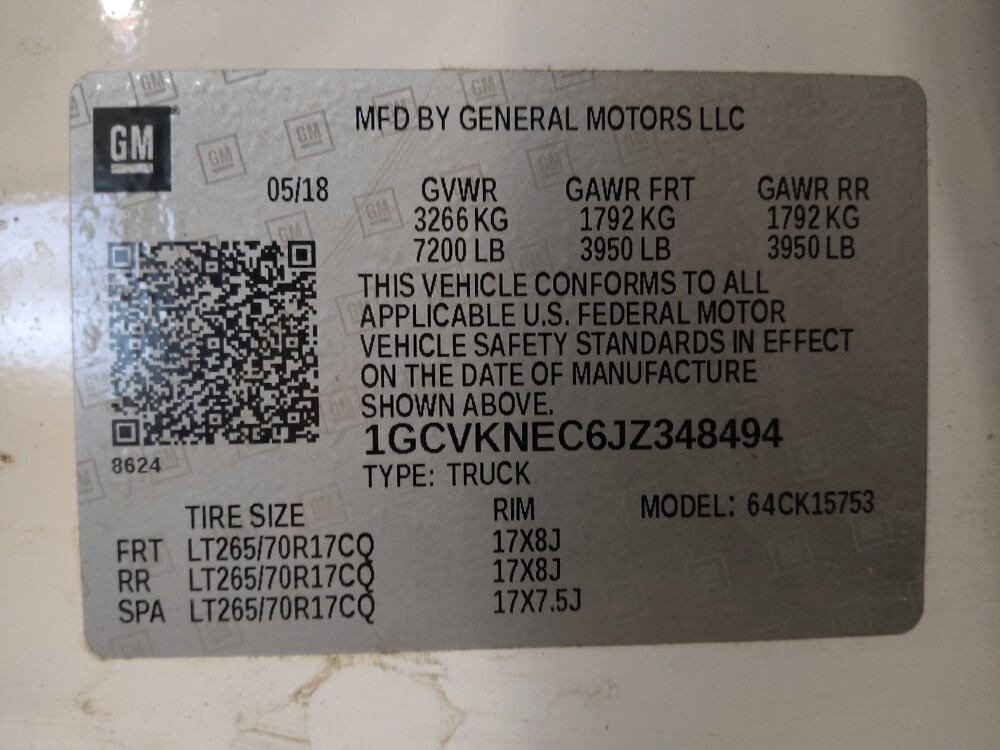 GM
MFD BY GENERAL MOTORS LLC
05/18 GVWR GAWR FRT GAWR RR
3266 KG 1792 KG 1792 KG
7200 LB 3950 LB 3950 LB
THIS VEHICLE CONFORMS TO ALL
APPLICABLE U.S. FEDERAL MOTOR
VEHICLE SAFETY STANDARDS IN EFFECT
ON THE DATE OF MANUFACTURE
SHOWN ABOVE.
1GCVKNEC6JZ348494
8624
TYPE: TRUCK
TIRE SIZE RIM MODEL: 64CK15753
FRT LT265/70R17CQ 17X8J
RR LT265/70R17CQ 17X8J
SPA LT265/70R17CQ 17X7.5J